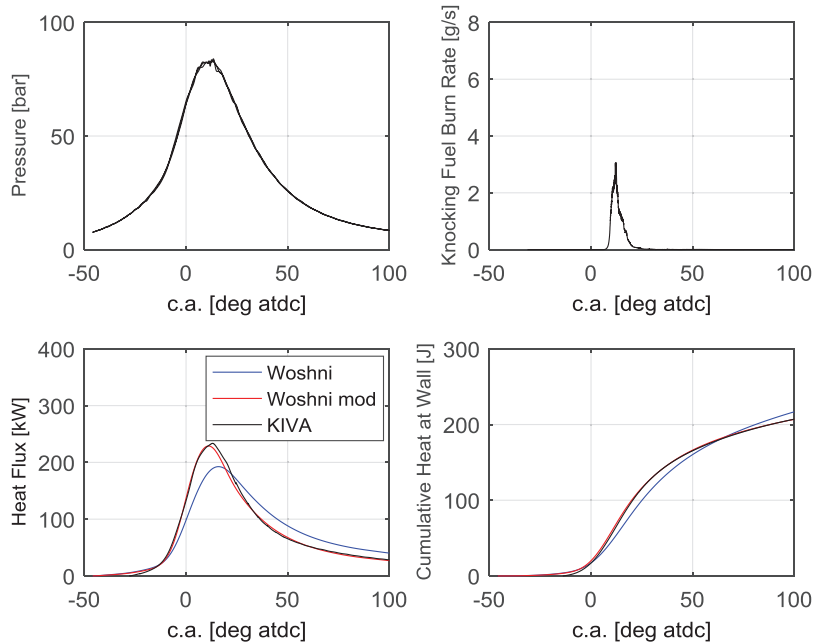 Pressure [bar]
100
50
0
-50 0 50 100
c.a. [deg atdc]
Knocking Fuel Burn Rate [g/s]
8
6
4
2
0
-50 0 50 100
c.a. [deg atdc]
Heat Flux [kW]
400
300
200
100
0
Woshni
Woshni mod
KIVA
-50 0 50 100
c.a. [deg atdc]
Cumulative Heat at Wall [J]
300
200
100
0
-50 0 50 100
c.a. [deg atdc]